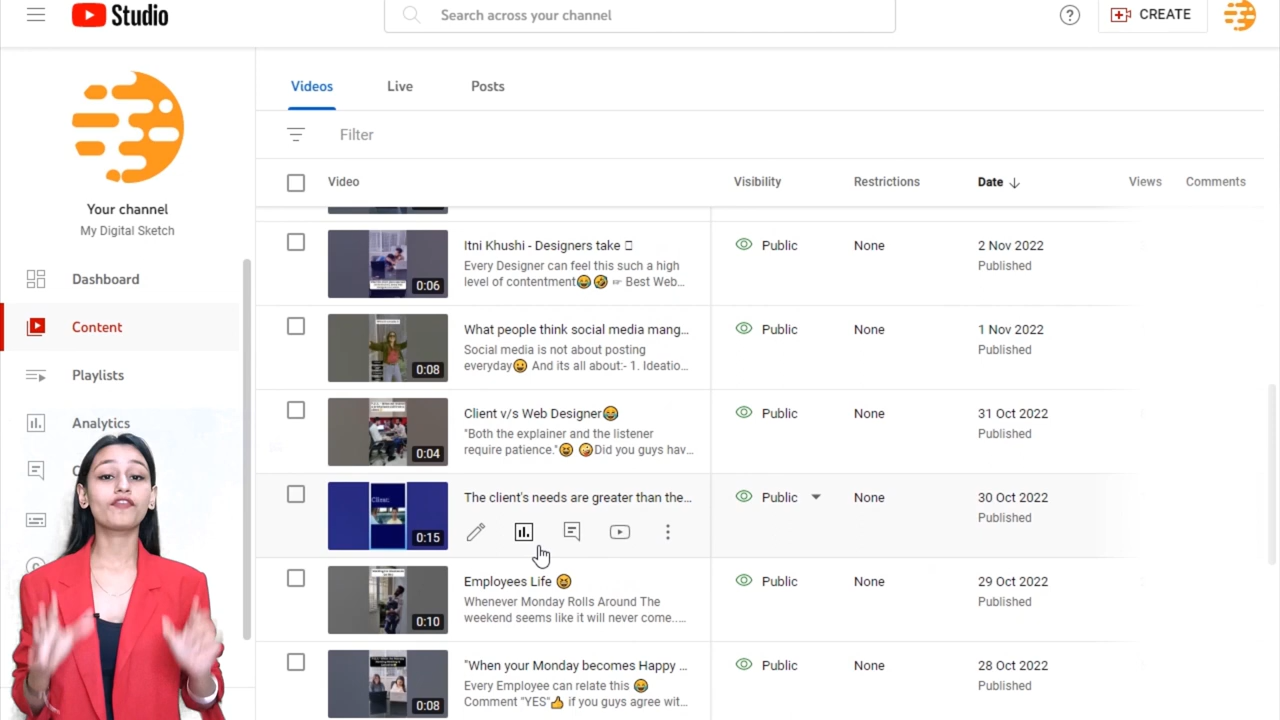 Studio
Search across your channel
CREATE
Your channel
My Digital Sketch
Dashboard
Content
Playlists
Analytics
Videos
Live
Posts
Filter
Video
Visibility
Restrictions
Date
Views
Comments
0:06
Itni Khushi - Designers take
Every Designer can feel this such a high
level of contentment😂🤣 ☞ Best Web...
Public
None
2 Nov 2022
Published
0:08
What people think social media mang...
Social media is not about posting
everyday😀 And its all about:- 1. Ideatio...
Public
None
1 Nov 2022
Published
0:04
Client v/s Web Designer😂
"Both the explainer and the listener
require patience."😆 😜Did you guys hav...
Public
None
31 Oct 2022
Published
Client:
0:15
The client's needs are greater than the...
Public
None
30 Oct 2022
Published
0:10
Employees Life 😆
Whenever Monday Rolls Around The
weekend seems like it will never come....
Public
None
29 Oct 2022
Published
0:08
"When your Monday becomes Happy ...
Every Employee can relate this 😀
Comment "YES"👍 if you guys agree wit...
Public
None
28 Oct 2022
Published